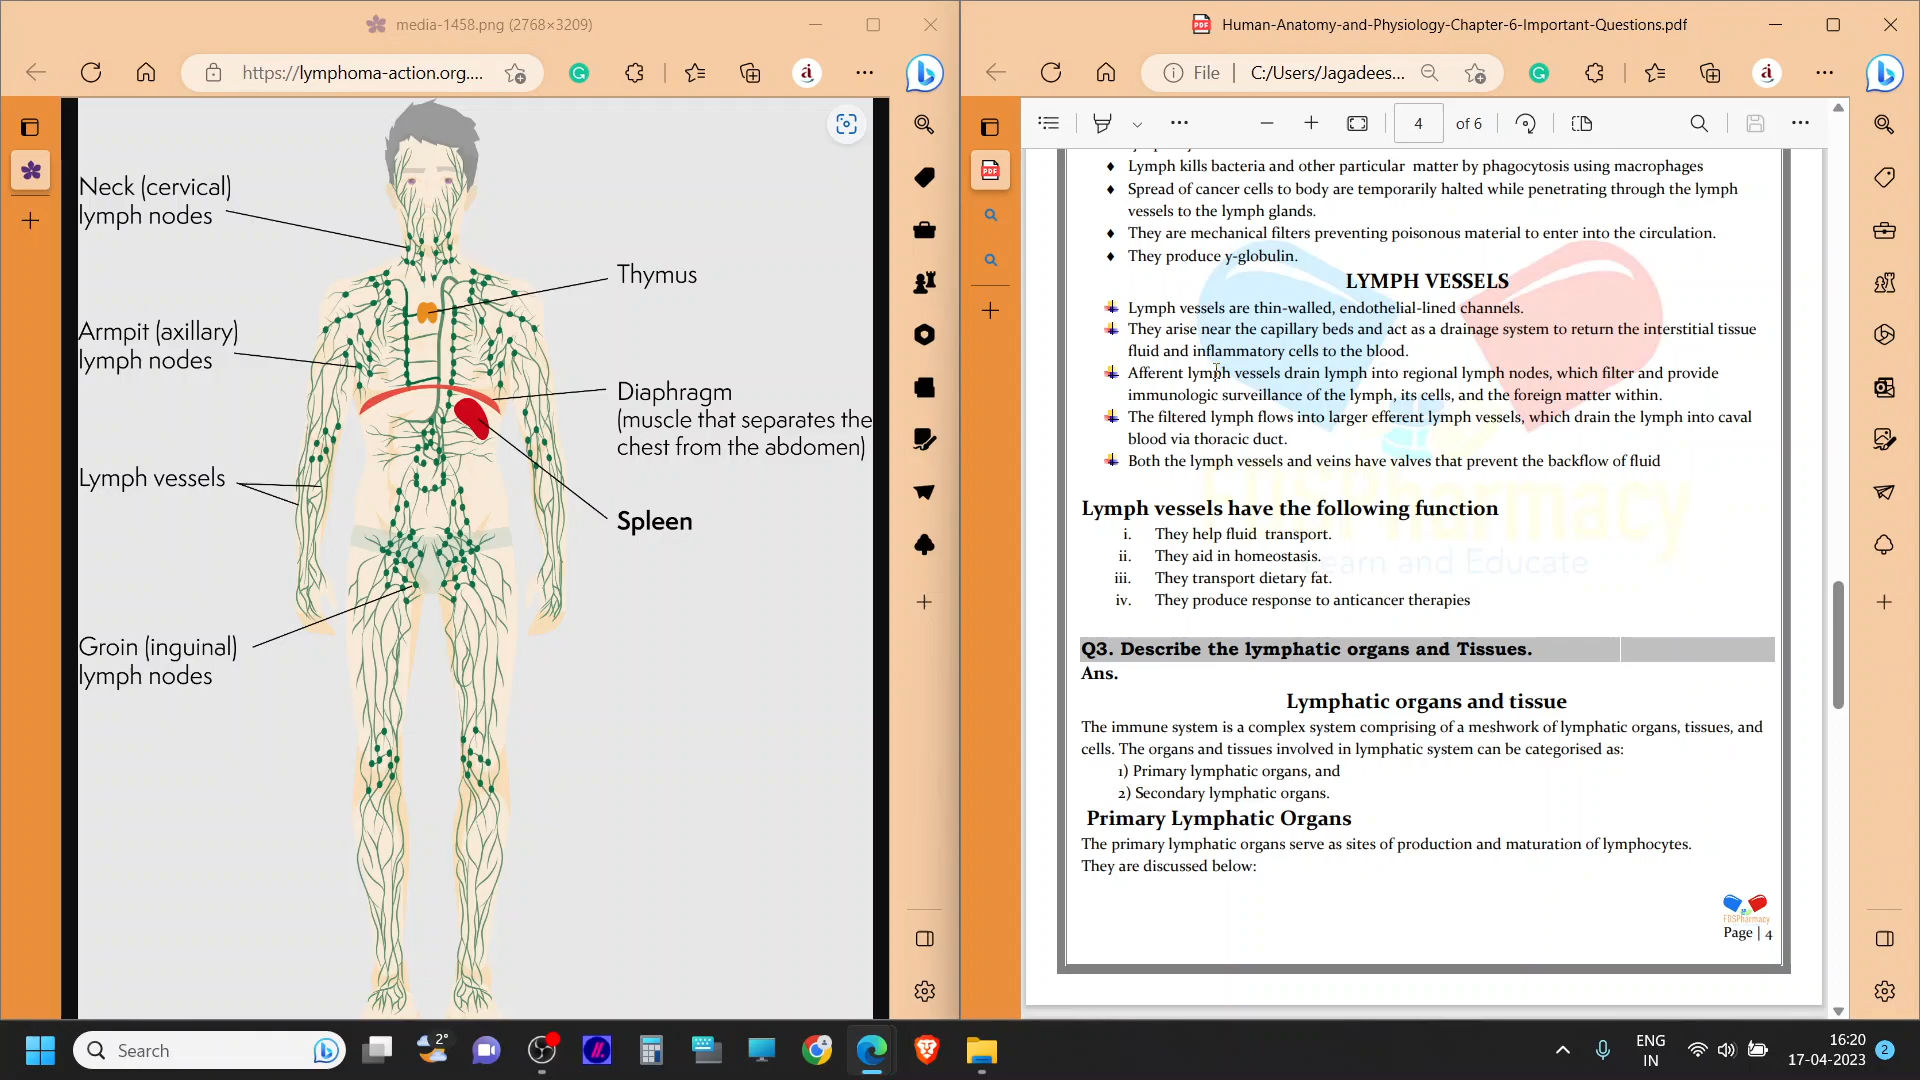 media-1458.png (2768×3209)
https://lymphoma-action.org....
Neck (cervical)
lymph nodes
Thymus
Armpit (axillary)
lymph nodes
Diaphragm
(muscle that separates the
chest from the abdomen)
Lymph vessels
Spleen
Groin (inguinal)
lymph nodes
Human-Anatomy-and-Physiology-Chapter-6-Important-Questions.pdf
File
C:/Users/Jagadees...
4 of 6
♦ Lymph kills bacteria and other particular matter by phagocytosis using macrophages
♦ Spread of cancer cells to body are temporarily halted while penetrating through the lymph
vessels to the lymph glands.
♦ They are mechanical filters preventing poisonous material to enter into the circulation.
♦ They produce y-globulin.
LYMPH VESSELS
Lymph vessels are thin-walled, endothelial-lined channels.
They arise near the capillary beds and act as a drainage system to return the interstitial tissue
fluid and inflammatory cells to the blood.
Afferent lymph vessels drain lymph into regional lymph nodes, which filter and provide
immunologic surveillance of the lymph, its cells, and the foreign matter within.
The filtered lymph flows into larger efferent lymph vessels, which drain the lymph into caval
blood via thoracic duct.
Both the lymph vessels and veins have valves that prevent the backflow of fluid
Lymph vessels have the following function
i. They help fluid transport.
ii. They aid in homeostasis.
iii. They transport dietary fat.
iv. They produce response to anticancer therapies
Learn and Educate
Q3. Describe the lymphatic organs and Tissues.
Ans.
Lymphatic organs and tissue
The immune system is a complex system comprising of a meshwork of lymphatic organs, tissues, and
cells. The organs and tissues involved in lymphatic system can be categorised as:
1) Primary lymphatic organs, and
2) Secondary lymphatic organs.
Primary Lymphatic Organs
The primary lymphatic organs serve as sites of production and maturation of lymphocytes.
They are discussed below:
FDSPharmacy
Page | 4
Search
2°
ENG
IN
16:20
17-04-2023
2